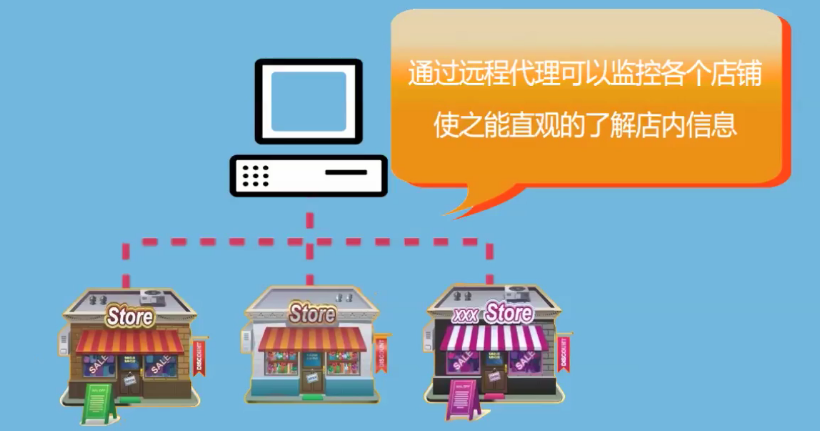 通过远程代理可以监控各个店铺
使之能直观的了解店内信息
Store
Store
XXX Store
SALE
SALE
DISCOUNT
DISCOUNT
SALE
SALE
DISCOUNT